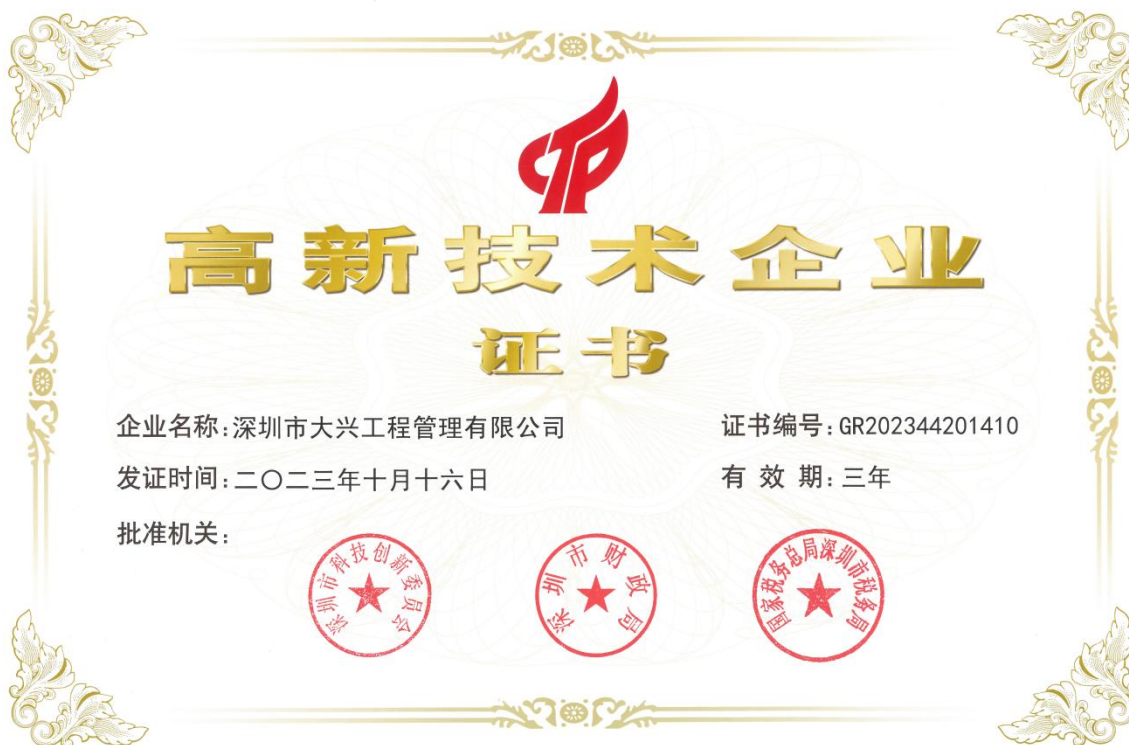 高新技术企业
证书
企业名称:深圳市大兴工程管理有限公司
证书编号:GR202344201410
发证时间:二〇二三年十月十六日
有效期:三年
批准机关:
深圳市科技创新委员会
深圳市财政局
国家税务总局深圳市税务局